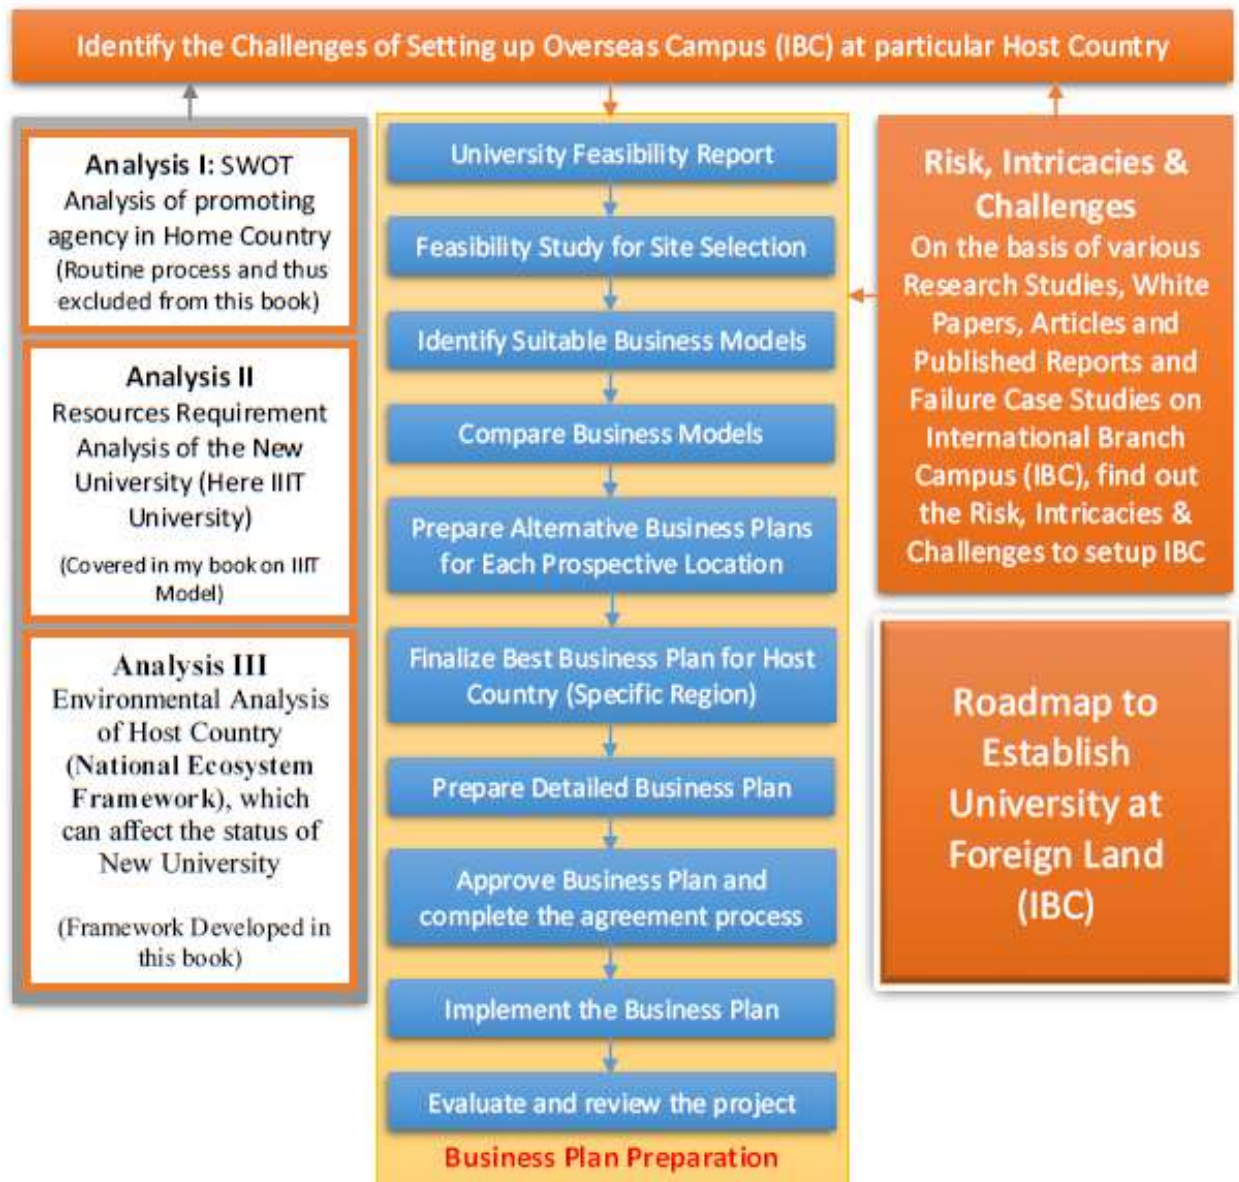 Identify the Challenges of Setting up Overseas Campus (IBC) at particular Host Country
Analysis I: SWOT
Analysis of promoting
agency in Home Country
(Routine process and thus
excluded from this book)
Analysis II
Resources Requirement
Analysis of the New
University (Here IIIT
University)
(Covered in my book on IIIT
Model)
Analysis III
Environmental Analysis
of Host Country
(National Ecosystem
Framework), which
can affect the status of
New University
(Framework Developed in
this book)
University Feasibility Report
Feasibility Study for Site Selection
Identify Suitable Business Models
Compare Business Models
Prepare Alternative Business Plans
for Each Prospective Location
Finalize Best Business Plan for Host
Country (Specific Region)
Prepare Detailed Business Plan
Approve Business Plan and
complete the agreement process
Implement the Business Plan
Evaluate and review the project
Business Plan Preparation
Risk, Intricacies &
Challenges
On the basis of various
Research Studies, White
Papers, Articles and
Published Reports and
Failure Case Studies on
International Branch
Campus (IBC), find out
the Risk, Intricacies &
Challenges to setup IBC
Roadmap to
Establish
University at
Foreign Land
(IBC)